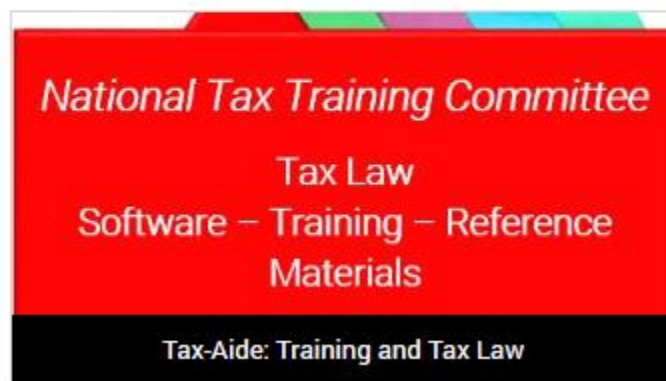 National Tax Training Committee
Tax Law
Software – Training – Reference
Materials
Tax-Aide: Training and Tax Law